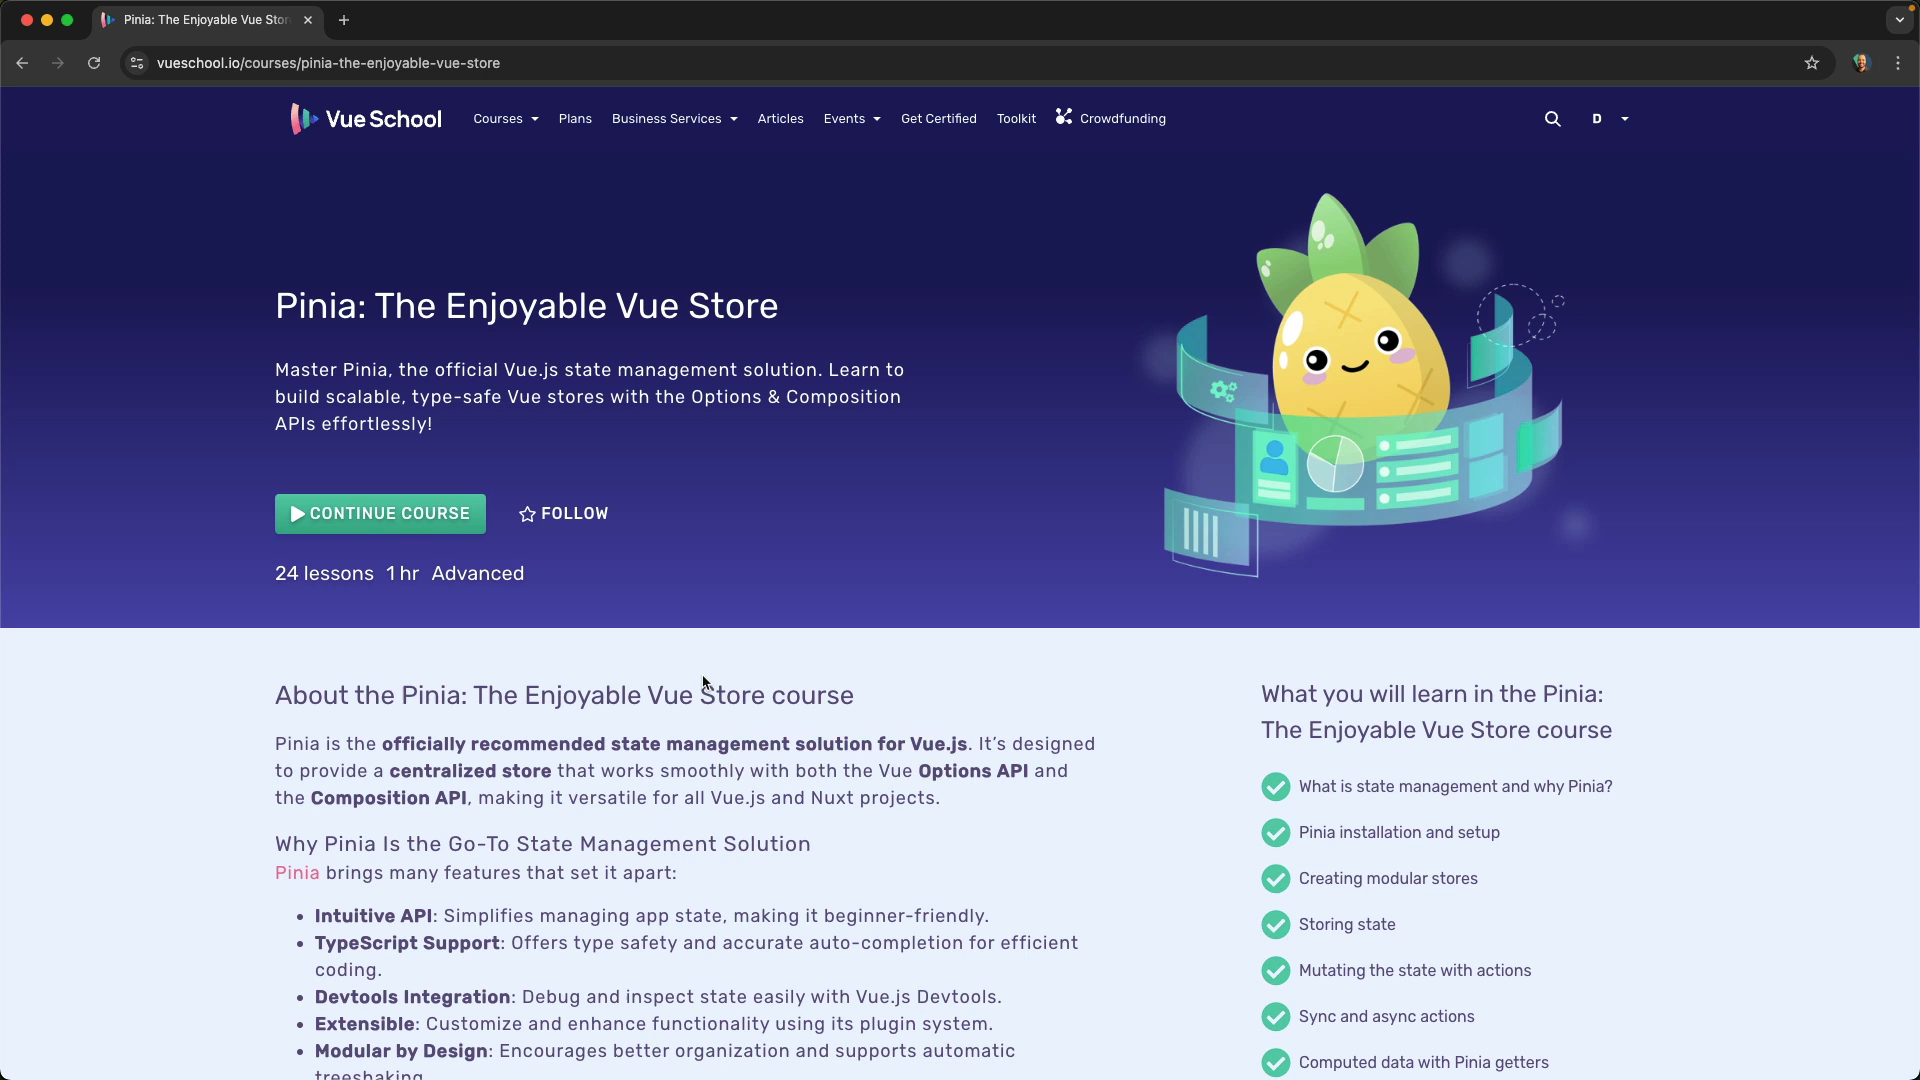 Pinia: The Enjoyable Vue Stor
vueschool.io/courses/pinia-the-enjoyable-vue-store
Vue School
Courses
Plans
Business Services
Articles
Events
Get Certified
Toolkit
Crowdfunding
D
Pinia: The Enjoyable Vue Store
Master Pinia, the official Vue.js state management solution. Learn to
build scalable, type-safe Vue stores with the Options & Composition
APIs effortlessly!
CONTINUE COURSE
FOLLOW
24 lessons 1 hr Advanced
About the Pinia: The Enjoyable Vue Store course
Pinia is the officially recommended state management solution for Vue.js. It's designed
to provide a centralized store that works smoothly with both the Vue Options API and
the Composition API, making it versatile for all Vue.js and Nuxt projects.
Why Pinia Is the Go-To State Management Solution
Pinia brings many features that set it apart:
• Intuitive API: Simplifies managing app state, making it beginner-friendly.
• TypeScript Support: Offers type safety and accurate auto-completion for efficient
coding.
• Devtools Integration: Debug and inspect state easily with Vue.js Devtools.
• Extensible: Customize and enhance functionality using its plugin system.
• Modular by Design: Encourages better organization and supports automatic
treeshaking.
What you will learn in the Pinia:
The Enjoyable Vue Store course
What is state management and why Pinia?
Pinia installation and setup
Creating modular stores
Storing state
Mutating the state with actions
Sync and async actions
Computed data with Pinia getters